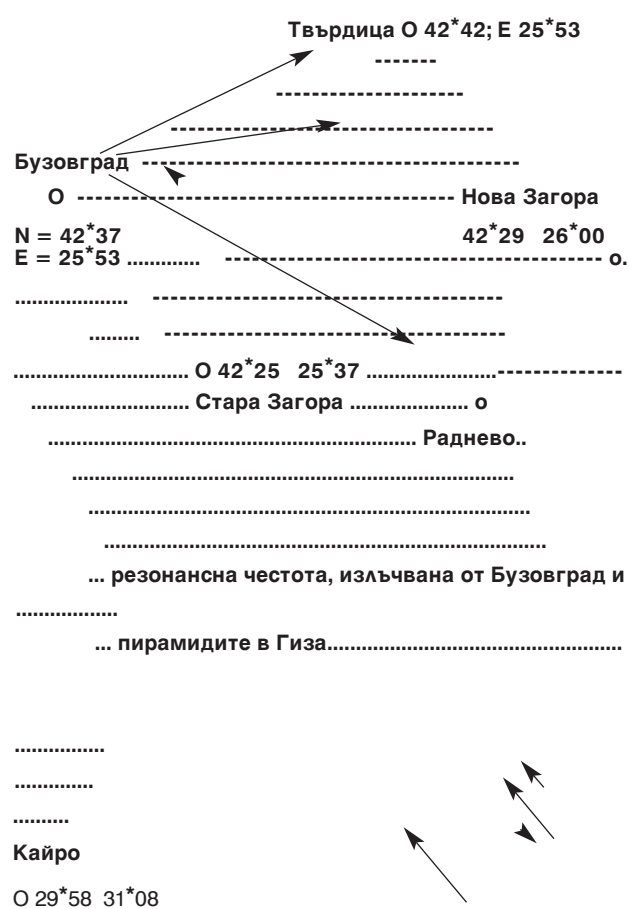 Твърдица О 42*42; Е 25*53
-------
--------------------
----------------------------------
Бузовград ----------------------------------------
О ---------------------------------------- Нова Загора
N = 42*37 42*29 26*00
E = 25*53 ............. ---------------------------------------- о.
.................... -------------------------------------
......... ------------------------------------
............................... О 42*25 25*37 .......................-------------
............................ Стара Загора ..................... о
................................................................. Раднево..
..............................................................................
..............................................................................
..............................................................................
... резонансна честота, излъчвана от Бузовград и
..................
... пирамидите в Гиза....................................................
................
..............
..........
Кайро
О 29*58 31*08